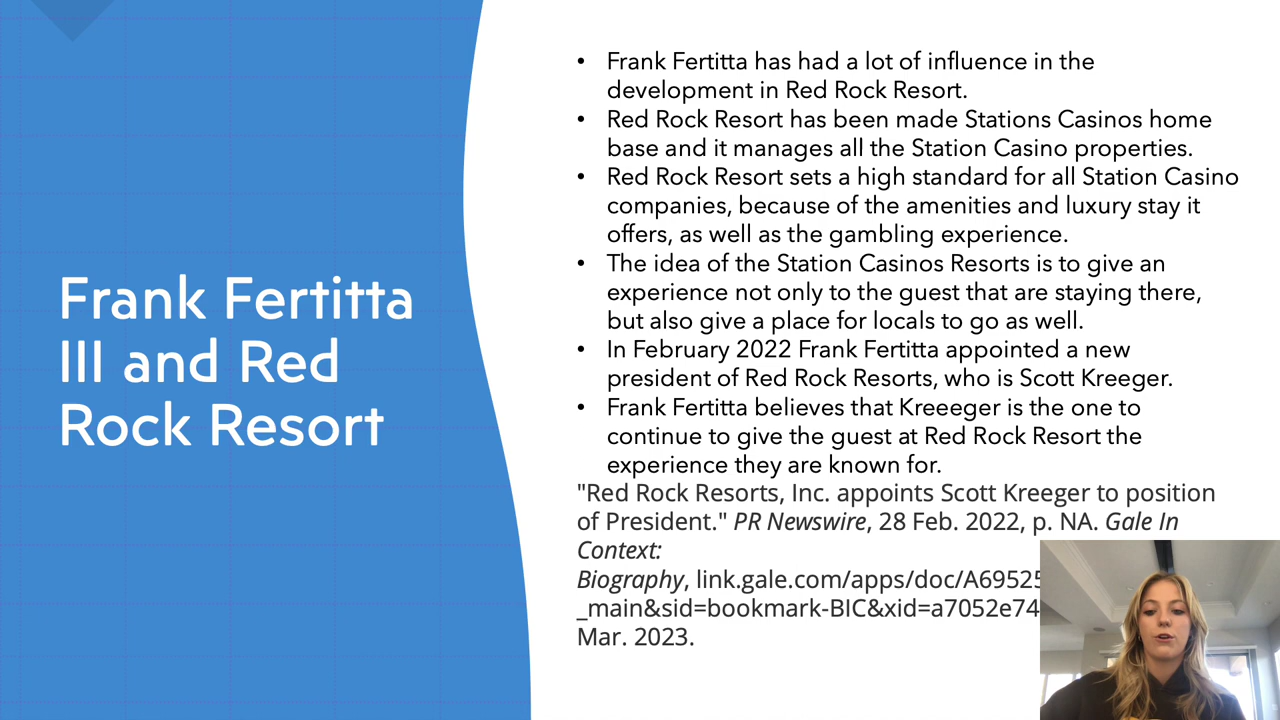 Frank Fertitta
III and Red
Rock Resort
• Frank Fertitta has had a lot of influence in the
development in Red Rock Resort.
• Red Rock Resort has been made Stations Casinos home
base and it manages all the Station Casino properties.
• Red Rock Resort sets a high standard for all Station Casino
companies, because of the amenities and luxury stay it
offers, as well as the gambling experience.
• The idea of the Station Casinos Resorts is to give an
experience not only to the guest that are staying there,
but also give a place for locals to go as well.
• In February 2022 Frank Fertitta appointed a new
president of Red Rock Resorts, who is Scott Kreeger.
• Frank Fertitta believes that Kreeeger is the one to
continue to give the guest at Red Rock Resort the
experience they are known for.
"Red Rock Resorts, Inc. appoints Scott Kreeger to position
of President." PR Newswire, 28 Feb. 2022, p. NA. Gale In
Context:
Biography, link.gale.com/apps/doc/A6952
_main&sid=bookmark-BIC&xid=a7052e74
Mar. 2023.